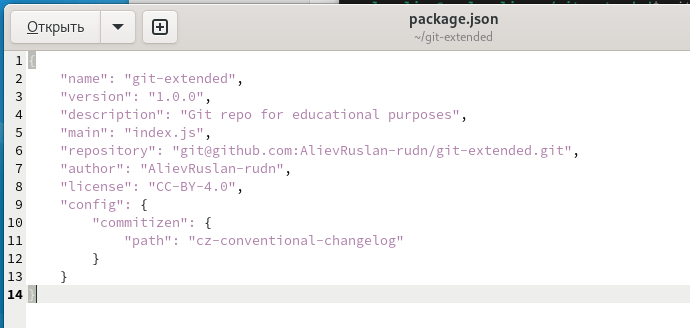 Открыть
package.json
~/git-extended
1 {
2     "name": "git-extended",
3     "version": "1.0.0",
4     "description": "Git repo for educational purposes",
5     "main": "index.js",
6     "repository": "git@github.com:AlievRuslan-rudn/git-extended.git",
7     "author": "AlievRuslan-rudn",
8     "license": "CC-BY-4.0",
9     "config": {
10         "commitizen": {
11             "path": "cz-conventional-changelog"
12         }
13     }
14 }